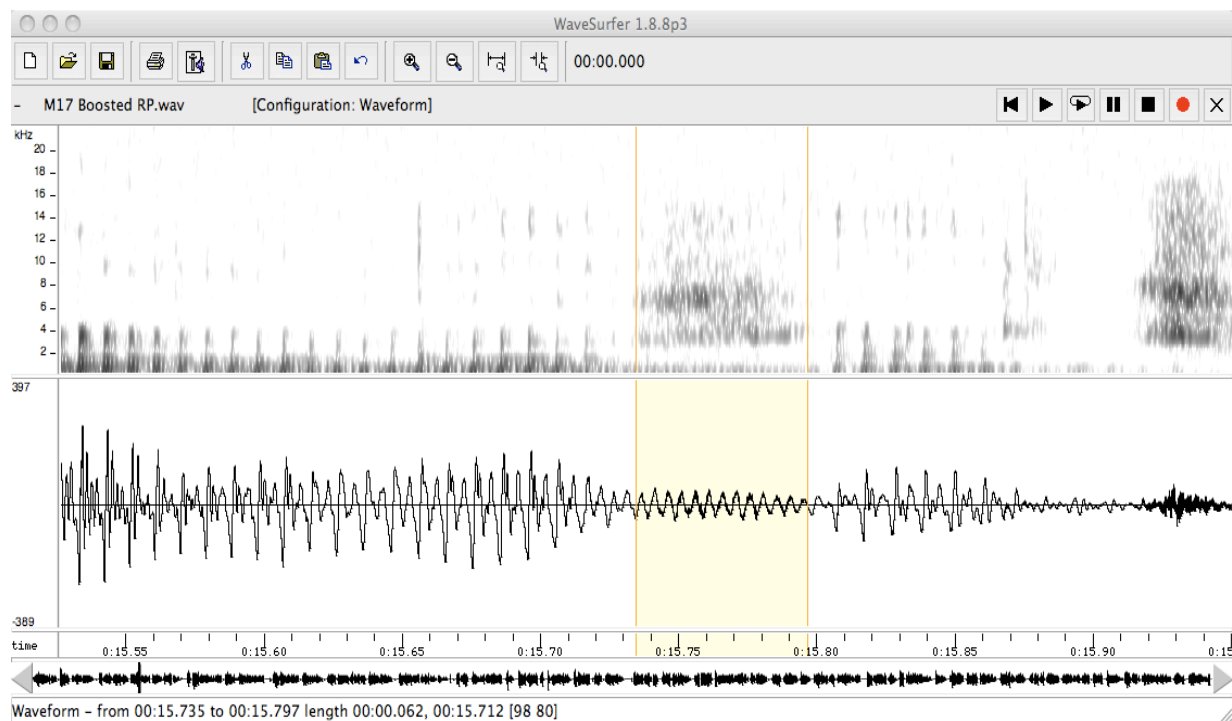 WaveSurfer 1.8.8p3
00:00.000
- M17 Boosted RP.wav [Configuration: Waveform]
kHz
20
18
16
14
12
10
8
6
4
2
397
-389
time 0:15.55 0:15.60 0:15.65 0:15.70 0:15.75 0:15.80 0:15.85 0:15.90 0:15
Waveform – from 00:15.735 to 00:15.797 length 00:00.062, 00:15.712 [98 80]